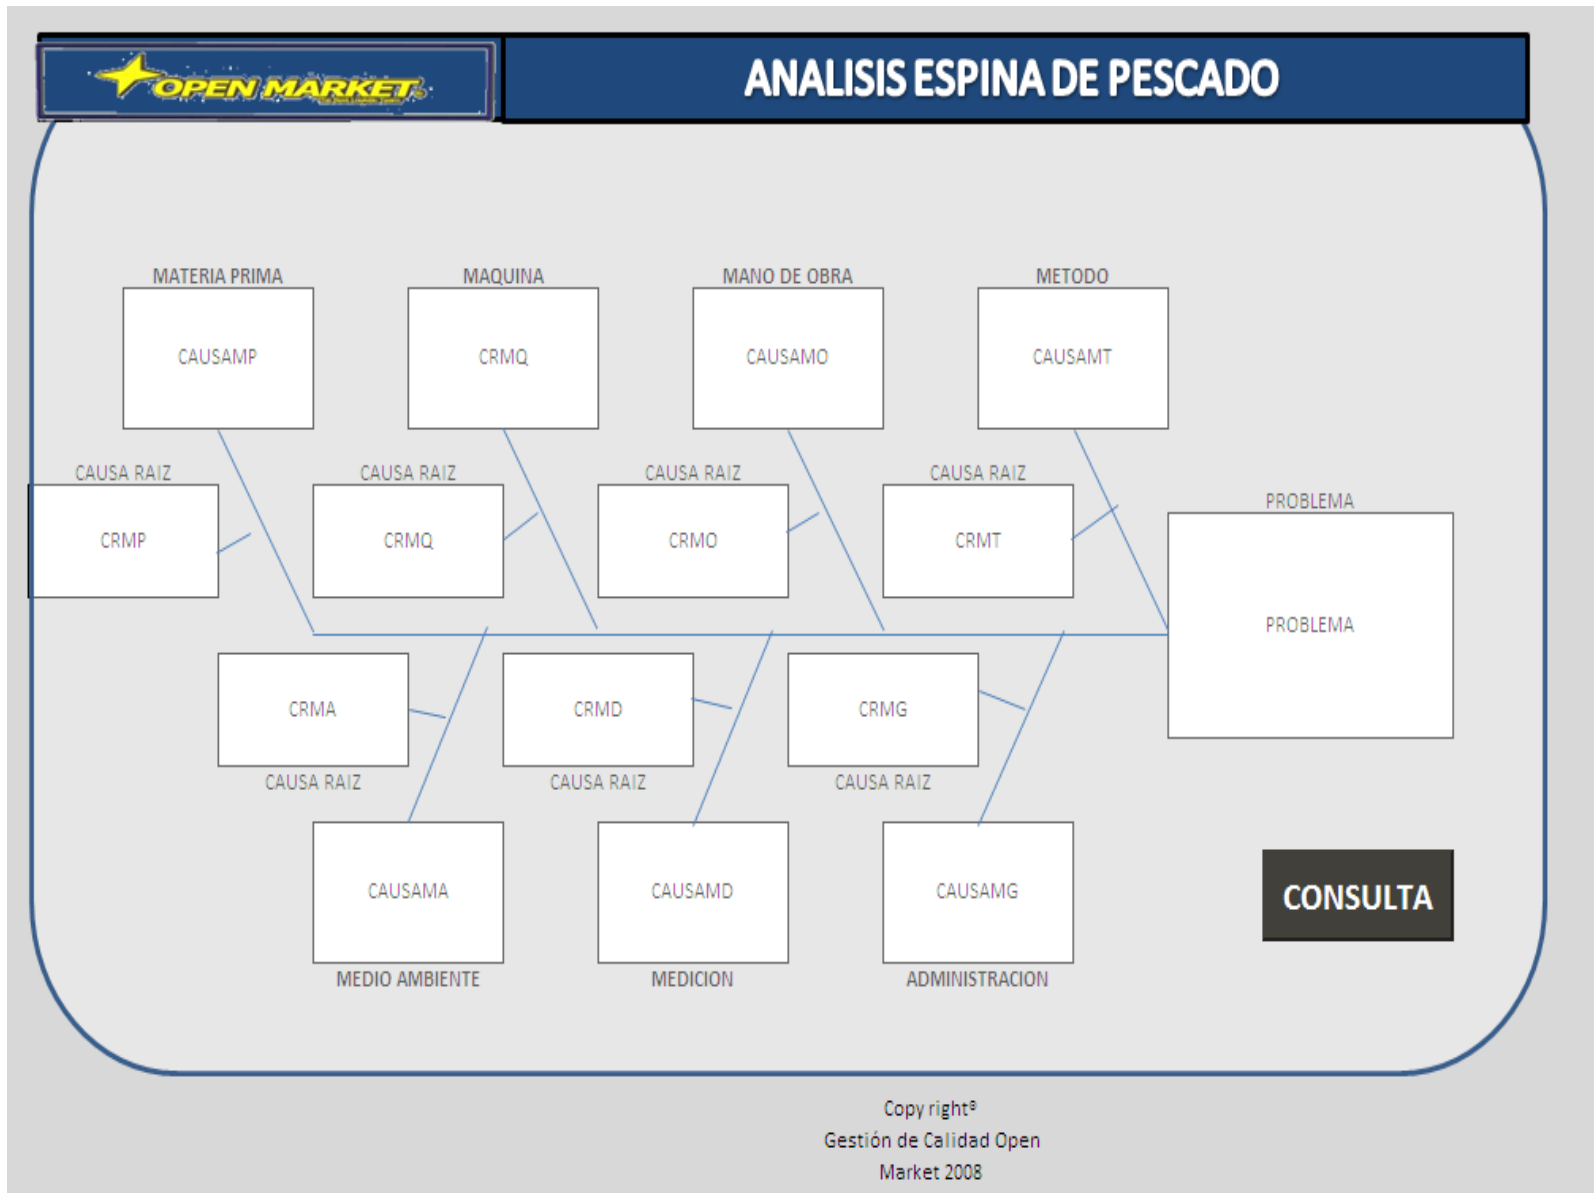 OPEN MARKET
ANALISIS ESPINA DE PESCADO
MATERIA PRIMA
MAQUINA
MANO DE OBRA
METODO
CAUSAMP
CRMQ
CAUSAMO
CAUSAMT
CAUSA RAIZ
CAUSA RAIZ
CAUSA RAIZ
CAUSA RAIZ
PROBLEMA
CRMP
CRMQ
CRMO
CRMT
PROBLEMA
CRMA
CRMD
CRMG
CAUSA RAIZ
CAUSA RAIZ
CAUSA RAIZ
CAUSAMA
CAUSAMD
CAUSAMG
CONSULTA
MEDIO AMBIENTE
MEDICION
ADMINISTRACION
Copy right®
Gestión de Calidad Open
Market 2008